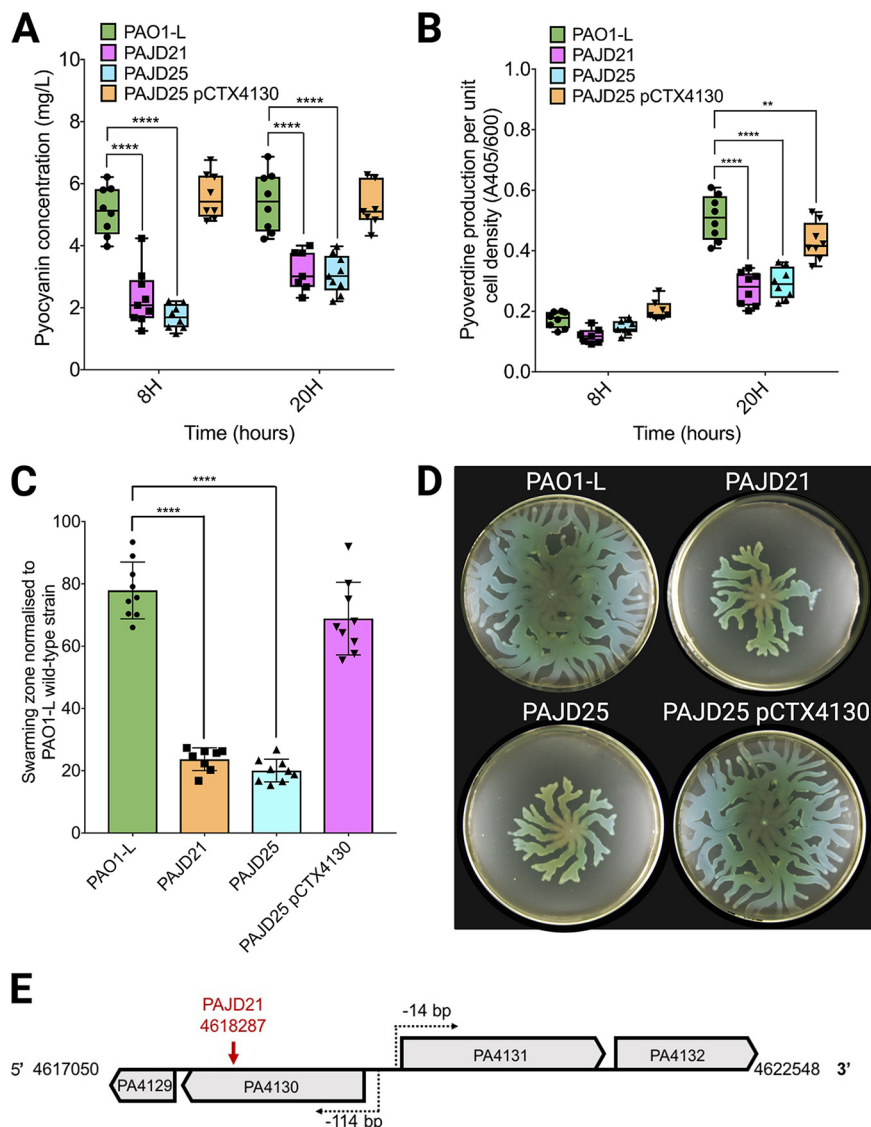 A
PAO1-L
PAJD21
PAJD25
PAJD25 pCTX4130
Pyocyanin concentration (mg/L)
10
8
6
4
2
0
****
****
****
****
8H
20H
Time (hours)
B
PAO1-L
PAJD21
PAJD25
PAJD25 pCTX4130
Pyoverdine production per unit
cell density (A405/600)
1.0
0.8
0.6
0.4
0.2
0.0
**
****
****
8H
20H
Time (hours)
C
Swarming zone normalised to
PAO1-L wild-type strain
100
80
60
40
20
0
****
****
PAO1-L
PAJD21
PAJD25
PAJD25 pCTX4130
D
PAO1-L
PAJD21
PAJD25
PAJD25 pCTX4130
E
PAJD21
4618287
-14 bp
5’ 4617050
PA4129
PA4130
PA4131
PA4132
4622548 3’
-114 bp